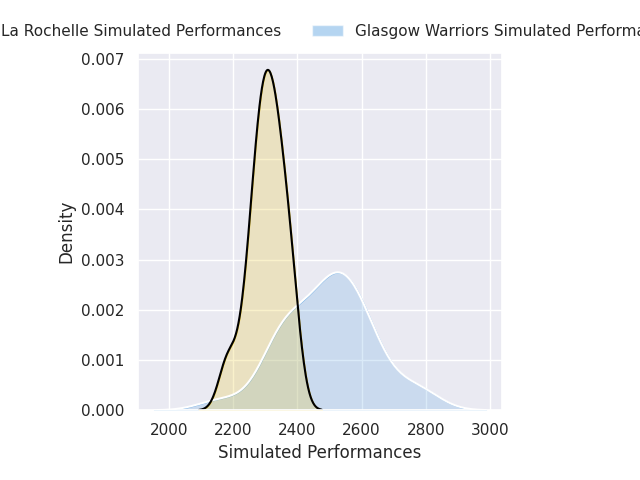 La Rochelle Simulated Performances Glasgow Warriors Simulated
0.007
0.006
0.005
0.004
0.003
0.002
0.001
0.000
Density
2000 2200 2400 2600 2800 3000
Simulated Performances